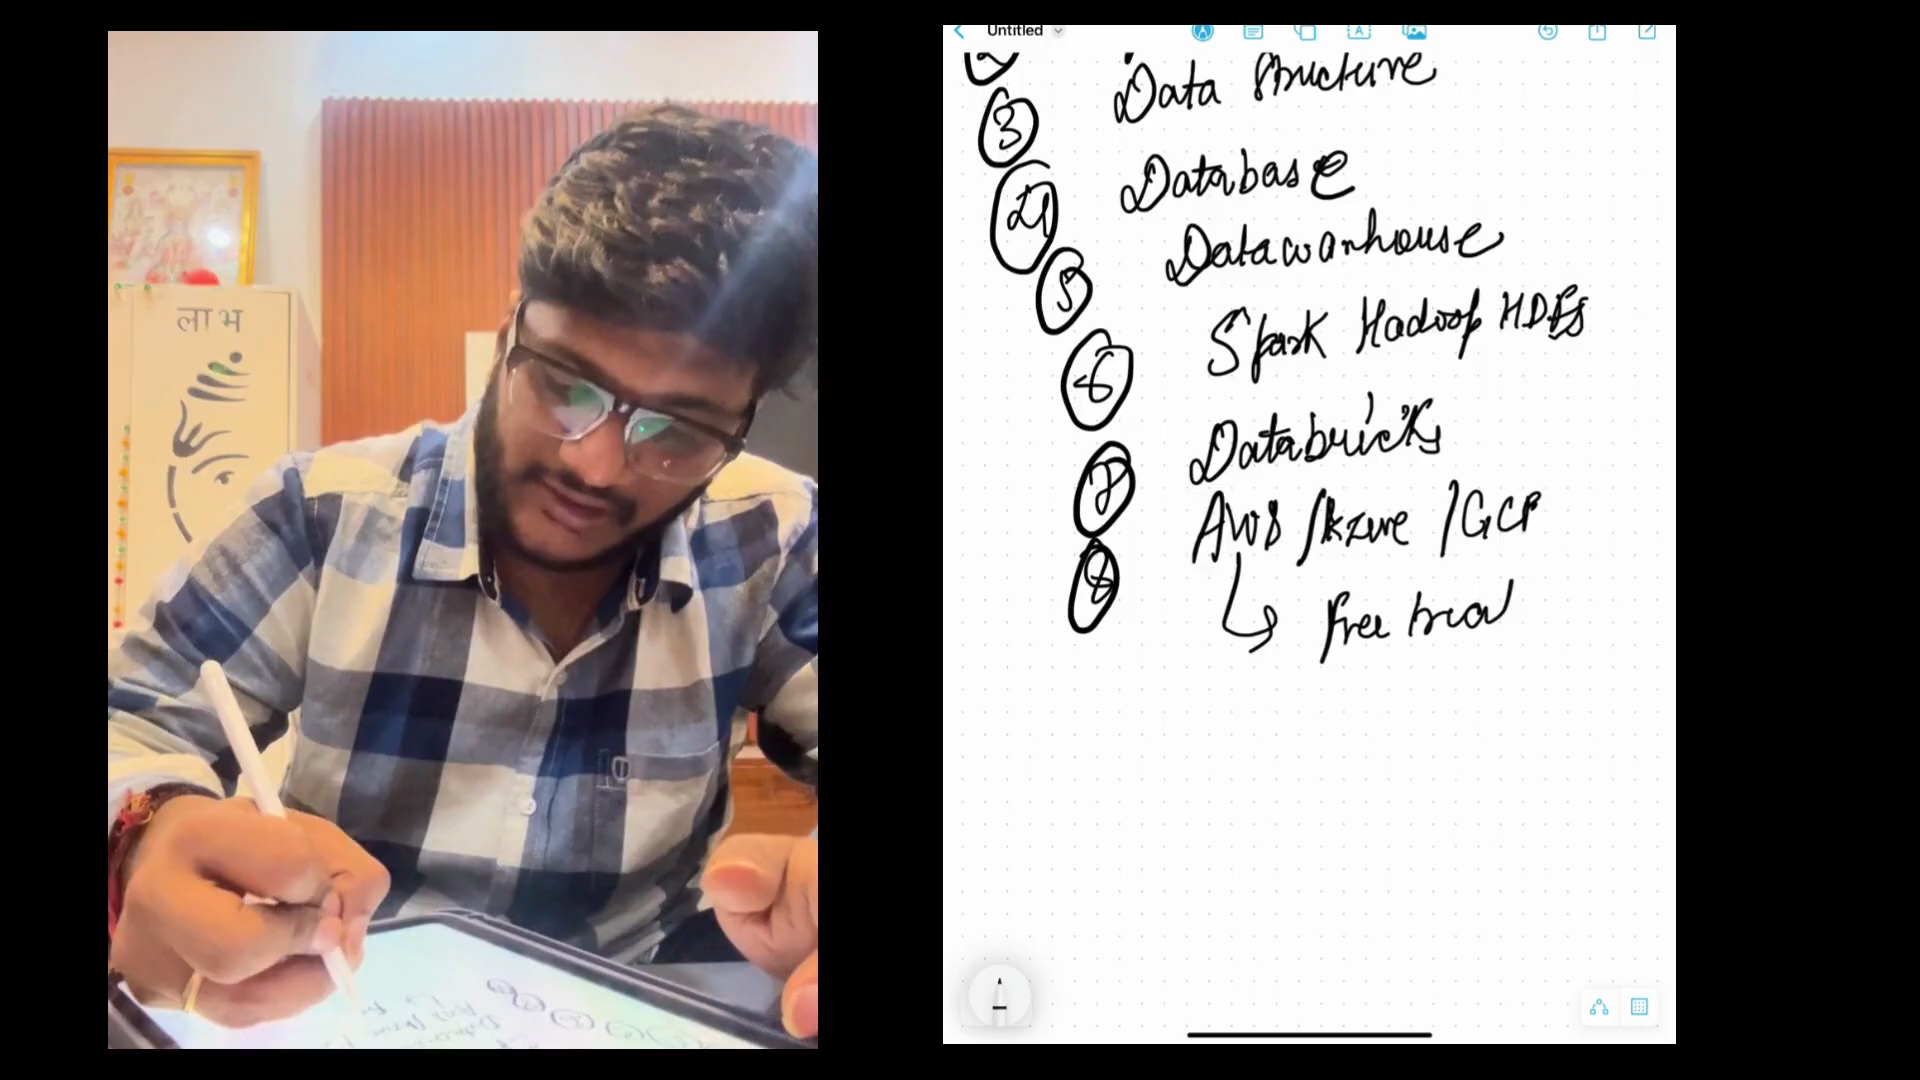 लाभ
Untitled
Data Structure
3
Database
4
Datawarhouse
5
Spark Hadoop HDFS
6
Databricks
7
AWS /Azure /GCP
8
Free trial